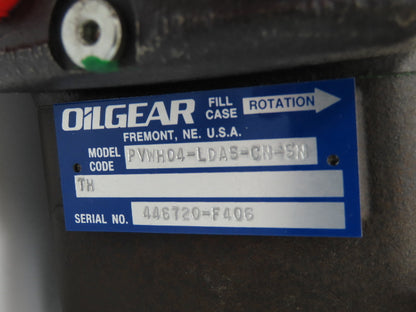 OILGEAR FILL CASE ROTATION
FREMONT, NE. U.S.A.
MODEL CODE PVWH04-LDAS-CN-SN
TH
SERIAL NO. 446720-F406